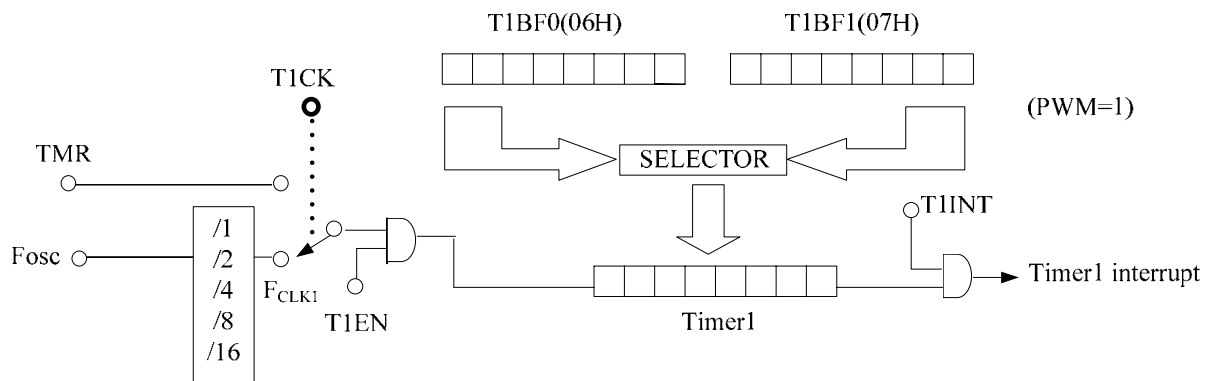 T1BF0(06H)
T1BF1(07H)
T1CK
(PWM=1)
TMR
SELECTOR
T1INT
/1
Fosc
/2
FCLK1
/4
/8
/16
T1EN
Timer1
Timer1 interrupt